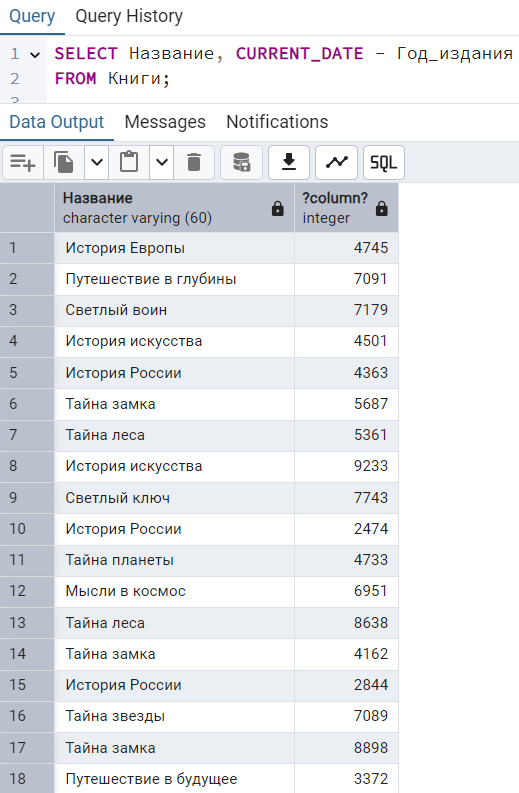 Query Query History
1 SELECT Название, CURRENT_DATE - Год_издания
2 FROM Книги;
Data Output Messages Notifications
SQL
Название ?column?
character varying (60) integer
1 История Европы 4745
2 Путешествие в глубины 7091
3 Светлый воин 7179
4 История искусства 4501
5 История России 4363
6 Тайна замка 5687
7 Тайна леса 5361
8 История искусства 9233
9 Светлый ключ 7743
10 История России 2474
11 Тайна планеты 4733
12 Мысли в космос 6951
13 Тайна леса 8638
14 Тайна замка 4162
15 История России 2844
16 Тайна звезды 7089
17 Тайна замка 8898
18 Путешествие в будущее 3372